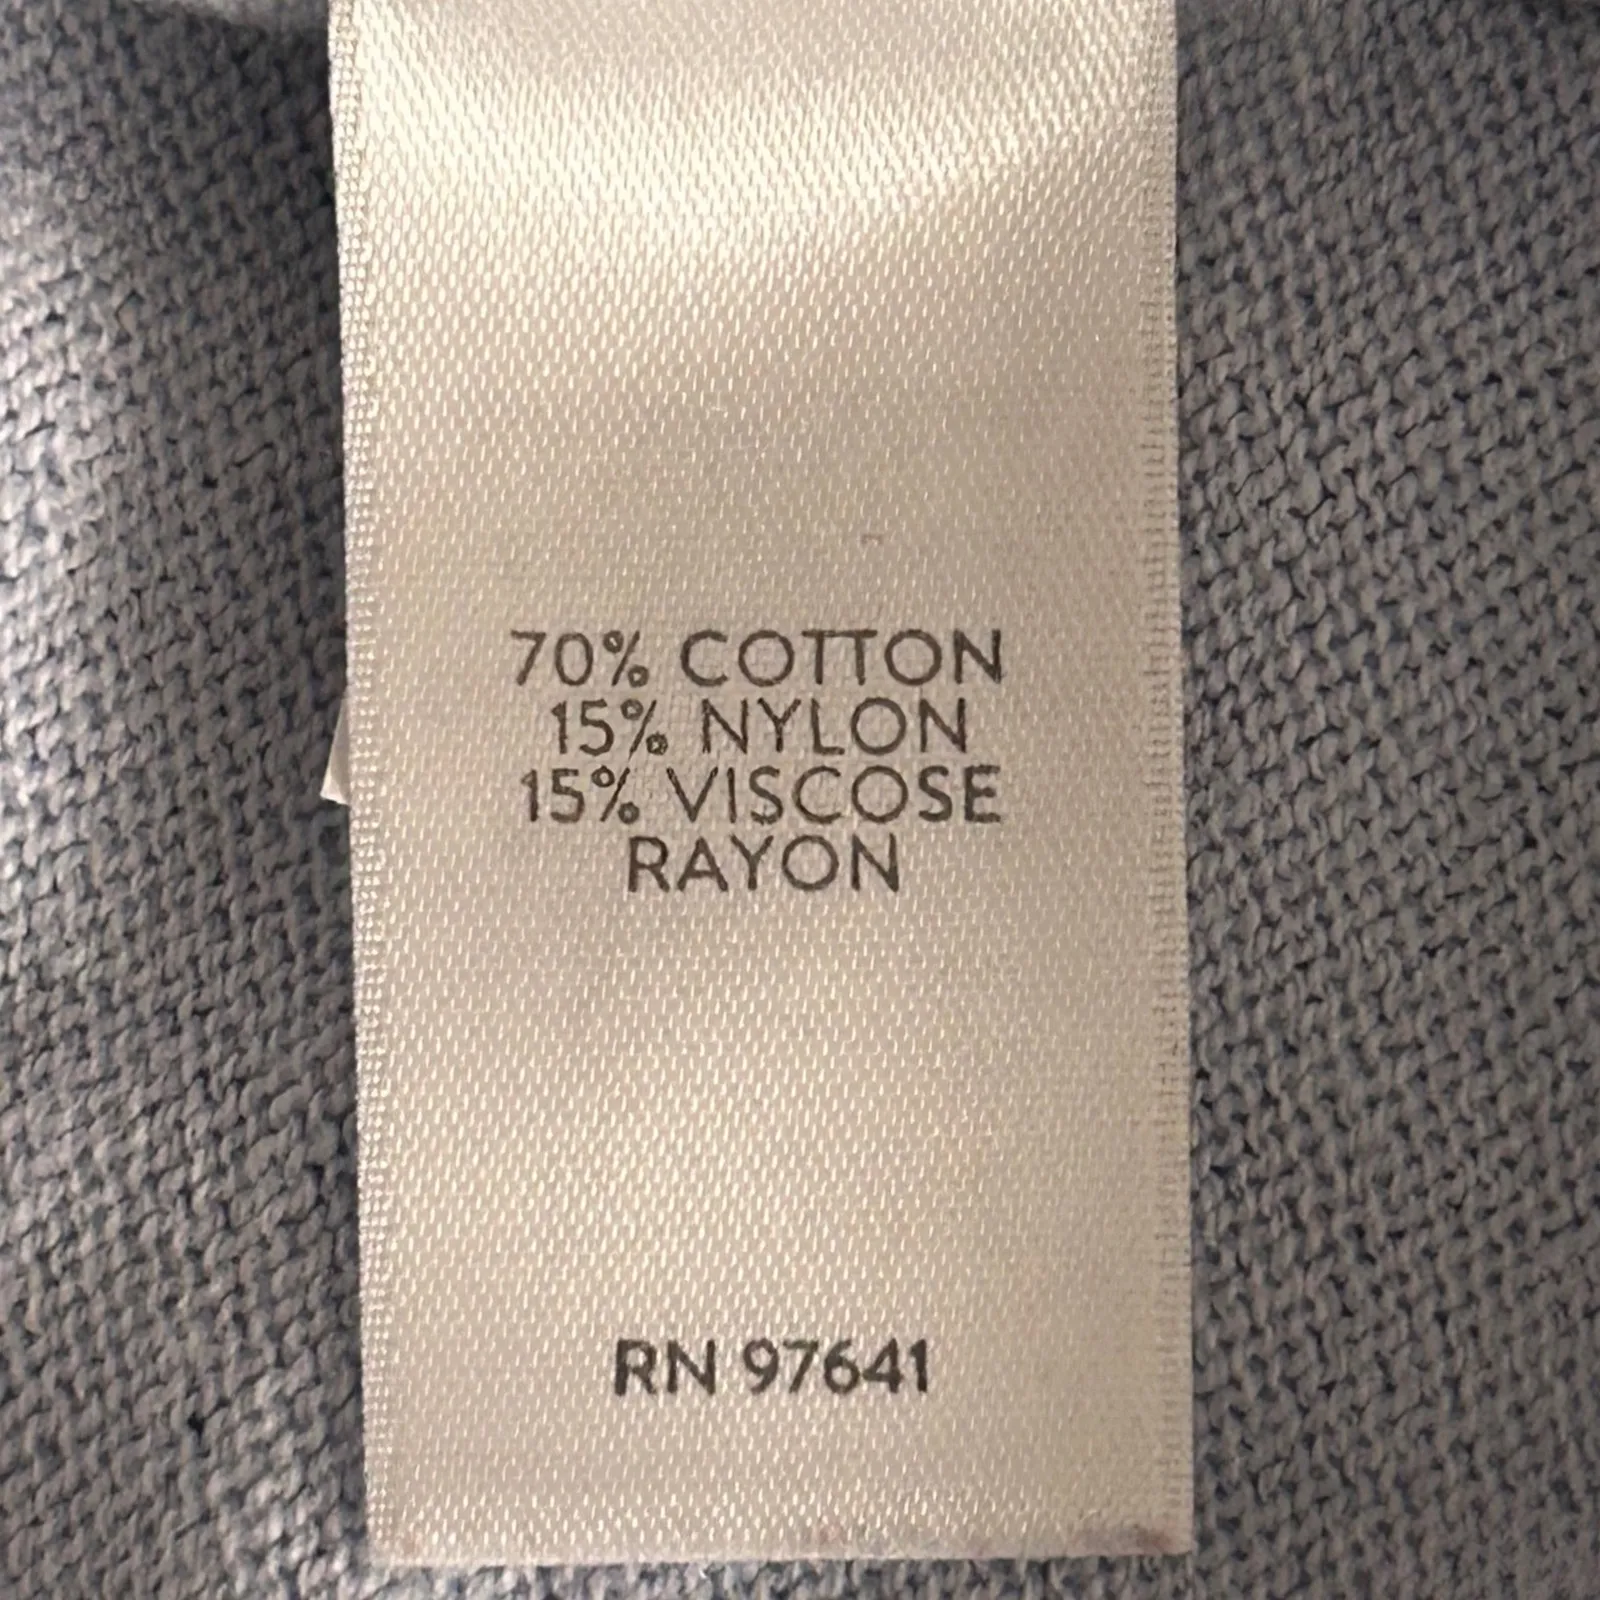 70% COTTON
15% NYLON
15% VISCOSE
RAYON
RN 97641